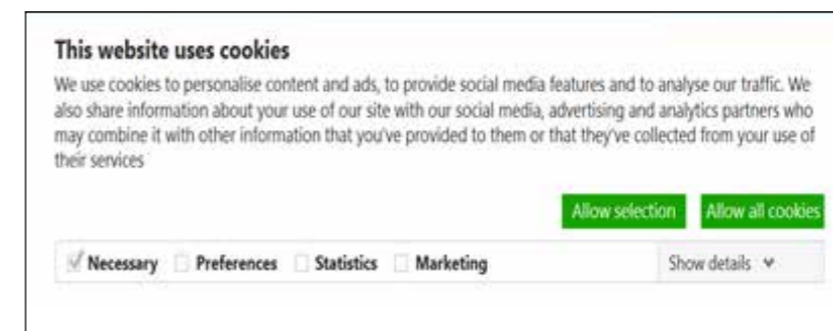 This website uses cookies
We use cookies to personalise content and ads, to provide social media features and to analyse our traffic. We
also share information about your use of our site with our social media, advertising and analytics partners who
may combine it with other information that you've provided to them or that they've collected from your use of
their services
Allow selection Allow all cookies
Necessary Preferences Statistics Marketing Show details